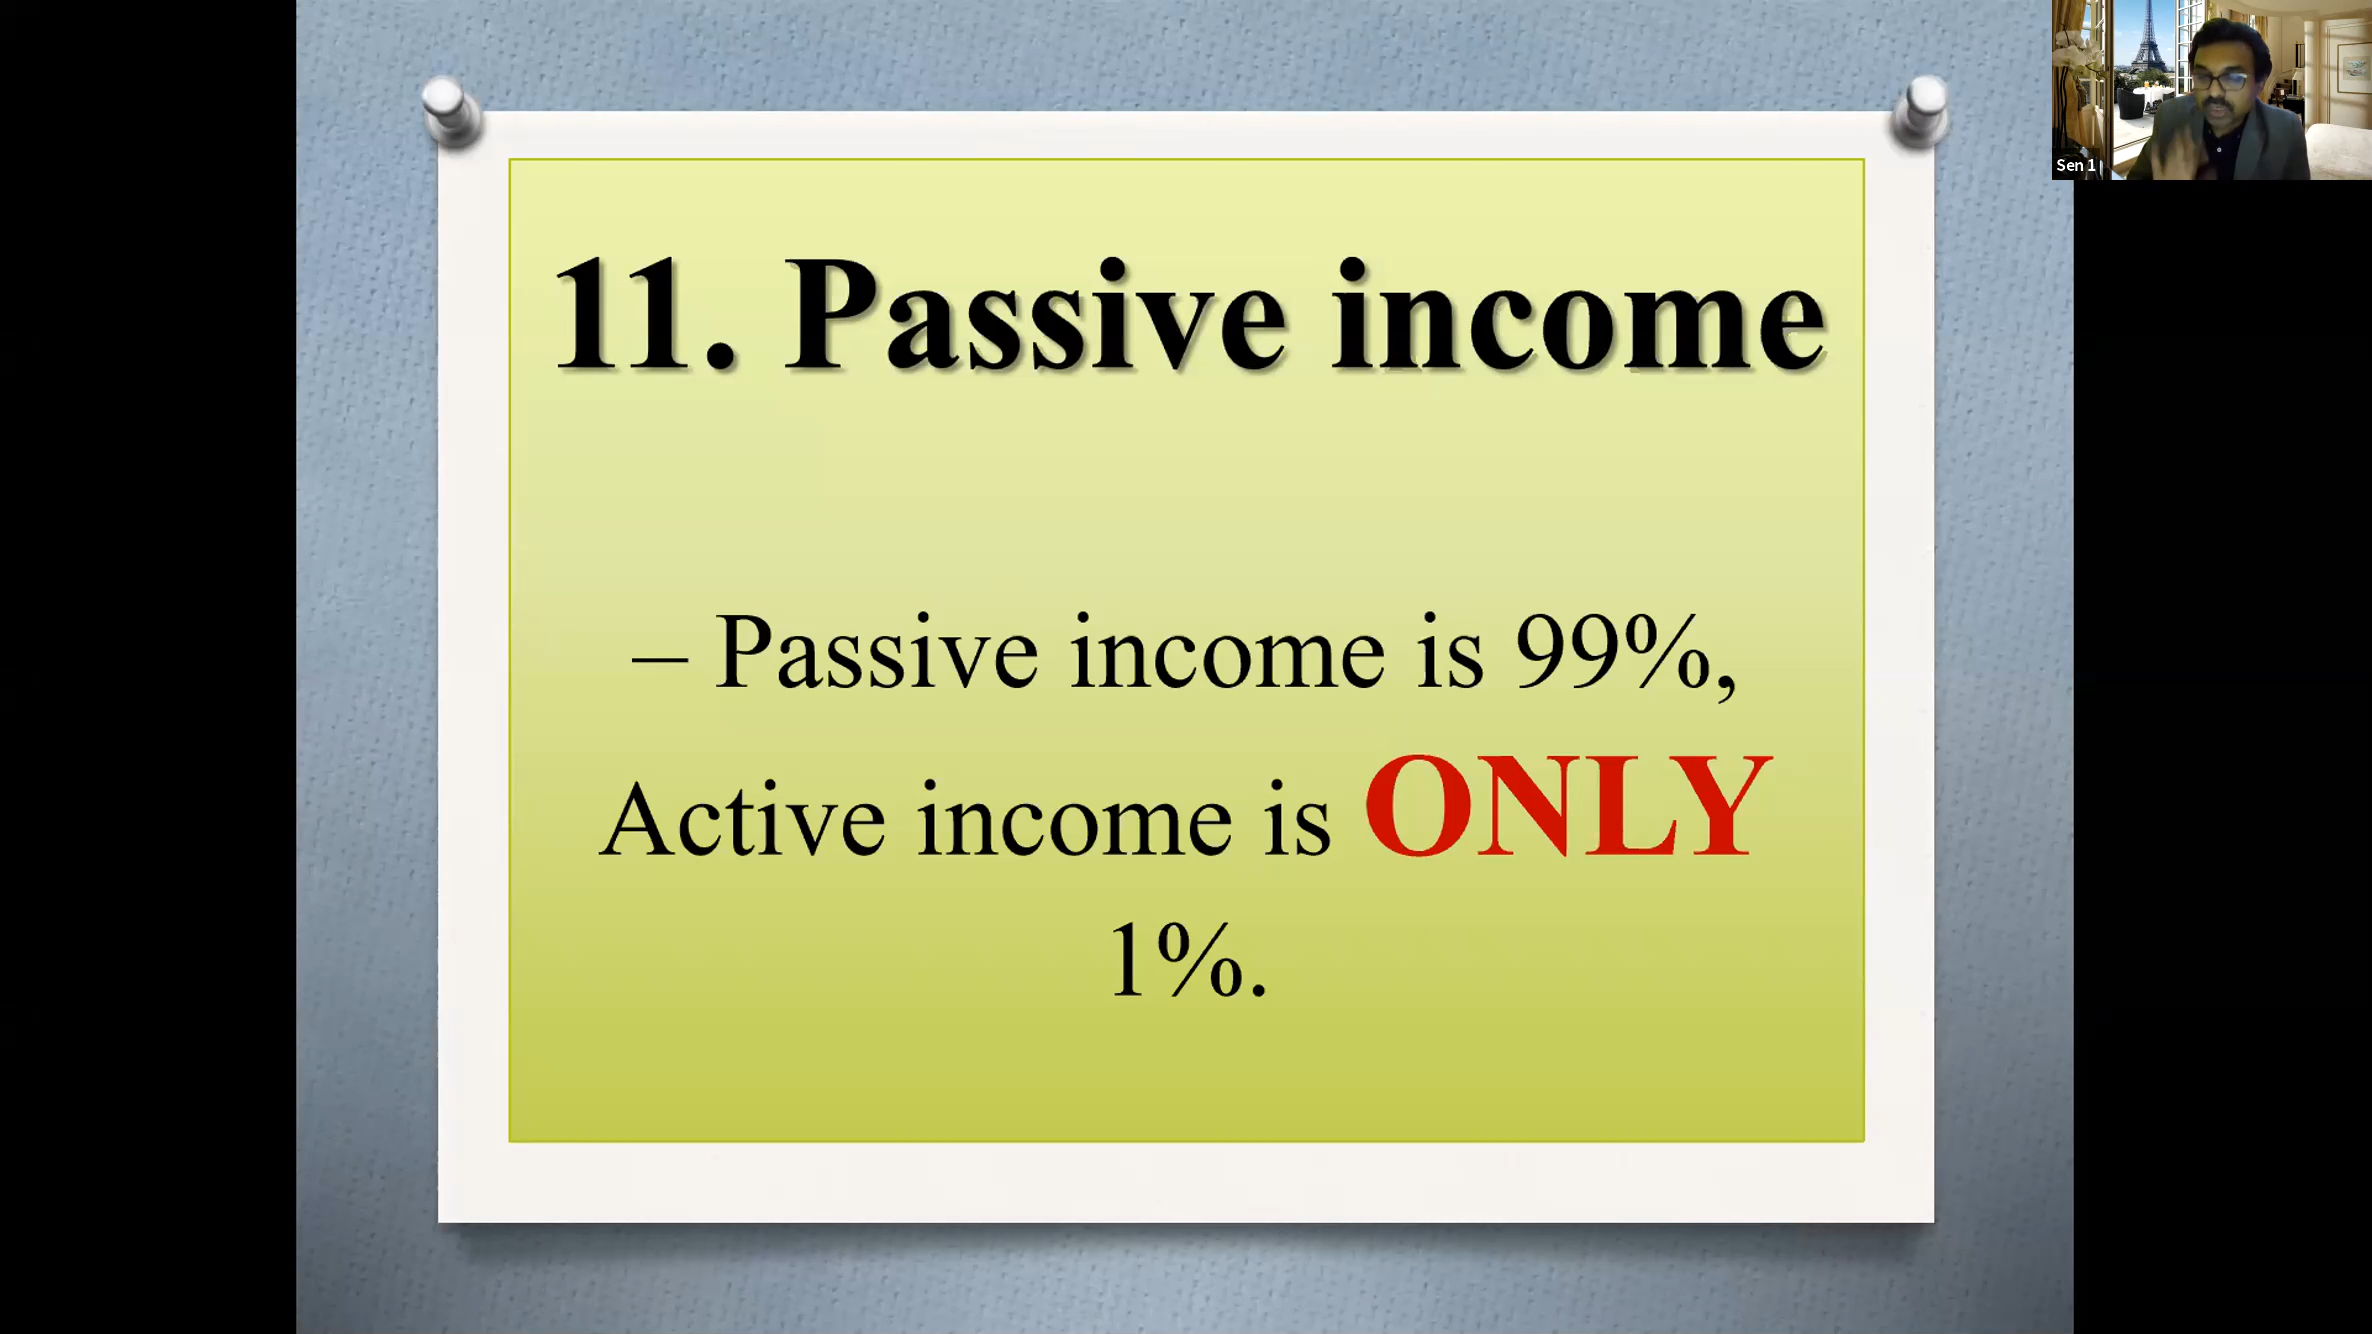 11. Passive income
– Passive income is 99%,
Active income is ONLY
1%.
Sen 1